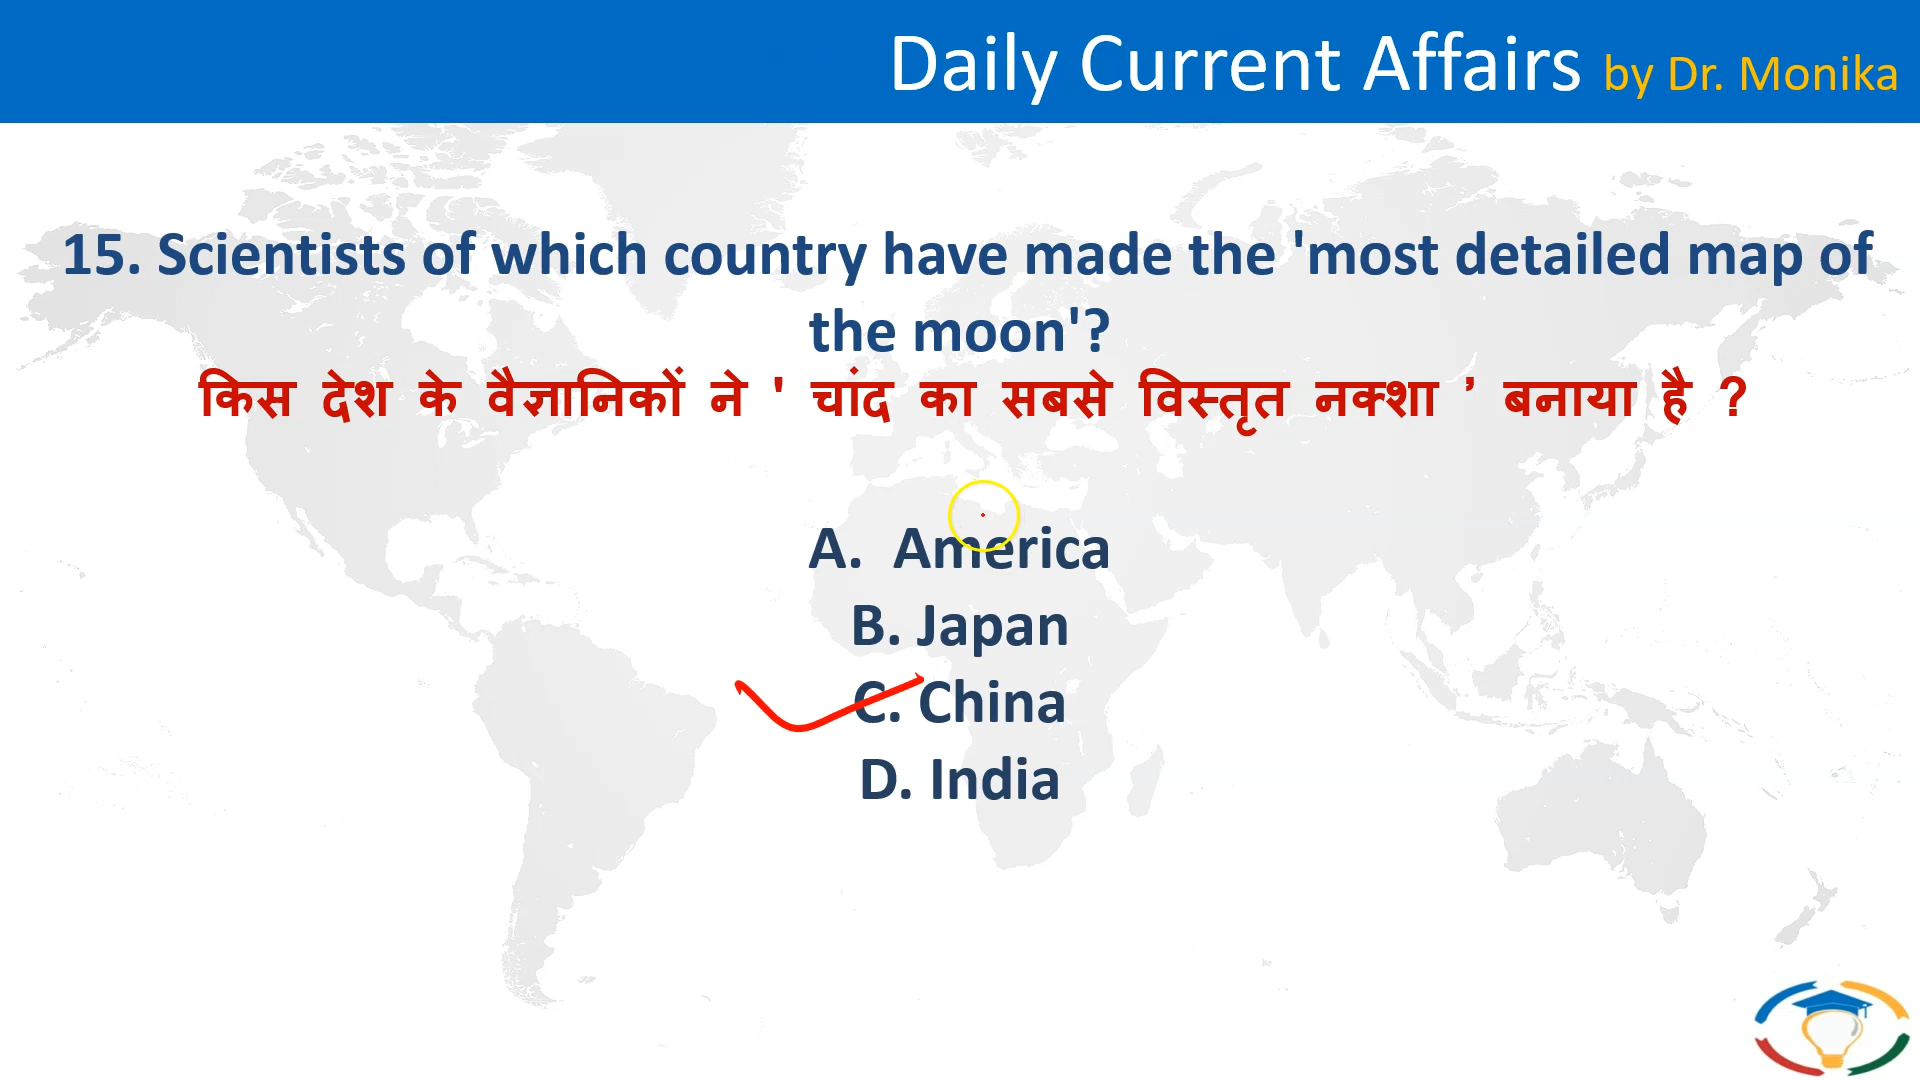 Daily Current Affairs by Dr. Monika
15. Scientists of which country have made the 'most detailed map of
the moon'?
किस देश के वैज्ञानिकों ने ' चांद का सबसे विस्तृत नक्शा ’ बनाया है ?
A. America
B. Japan
C. China
D. India